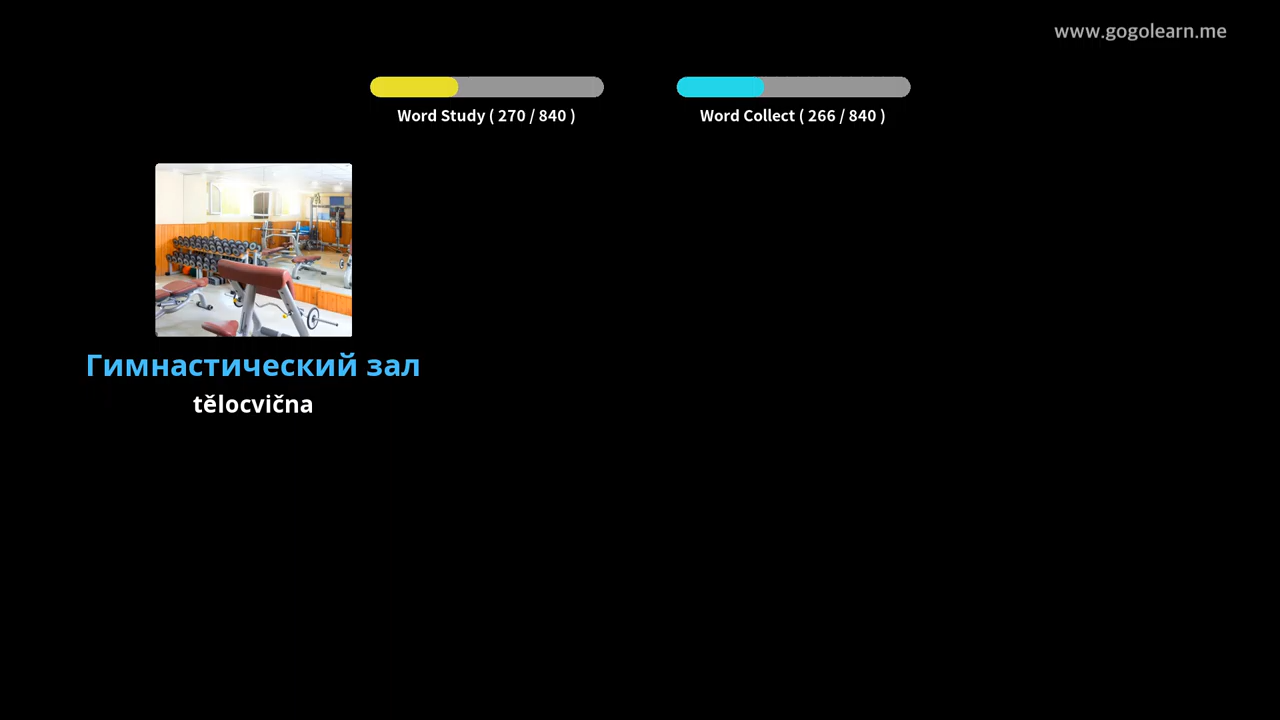 www.gogolearn.me
Word Study ( 270 / 840 )
Word Collect ( 266 / 840 )
Гимнастический зал
tělocvična